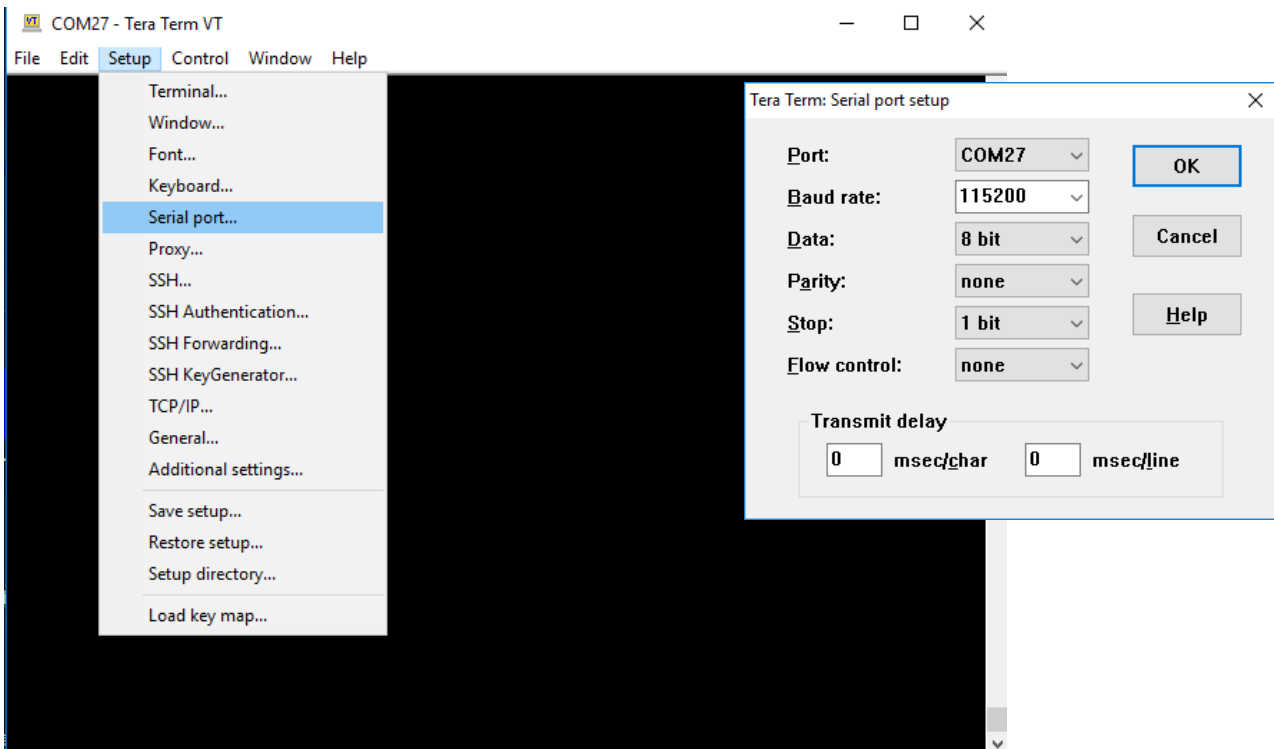 VT COM27 - Tera Term VT
File Edit Setup Control Window Help
Terminal...
Window...
Font...
Keyboard...
Serial port...
Proxy...
SSH...
SSH Authentication...
SSH Forwarding...
SSH KeyGenerator...
TCP/IP...
General...
Additional settings...
Save setup...
Restore setup...
Setup directory...
Load key map...
Tera Term: Serial port setup
Port: COM27 OK
Baud rate: 115200
Data: 8 bit Cancel
Parity: none
Stop: 1 bit Help
Flow control: none
Transmit delay
0 msec/char 0 msec/line